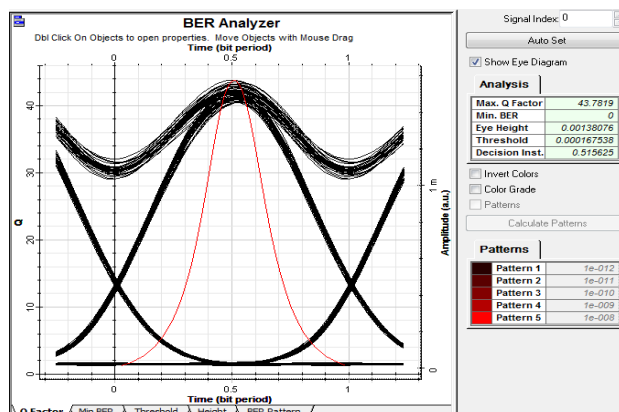 BER Analyzer
Dbl Click On Objects to open properties. Move Objects with Mouse Drag
Time (bit period)
0 0.5 1
Q
40
30
20
10
0
Amplitude (a.u.)
1 m
0
0 0.5 1
Time (bit period)
Q Factor Min BER Threshold Height BER Pattern
Signal Index: 0
Auto Set
Show Eye Diagram
Analysis
Max. Q Factor 43.7819
Min. BER 0
Eye Height 0.00138076
Threshold 0.000167538
Decision Inst. 0.515625
Invert Colors
Color Grade
Patterns
Calculate Patterns
Patterns
Pattern 1 1e-012
Pattern 2 1e-011
Pattern 3 1e-010
Pattern 4 1e-009
Pattern 5 1e-008